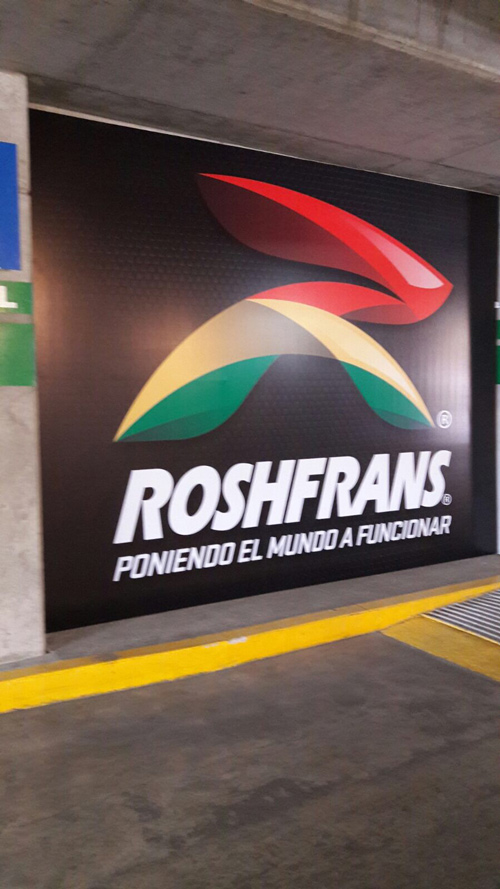 ROSHFRANS®
PONIENDO EL MUNDO A FUNCIONAR
®
L